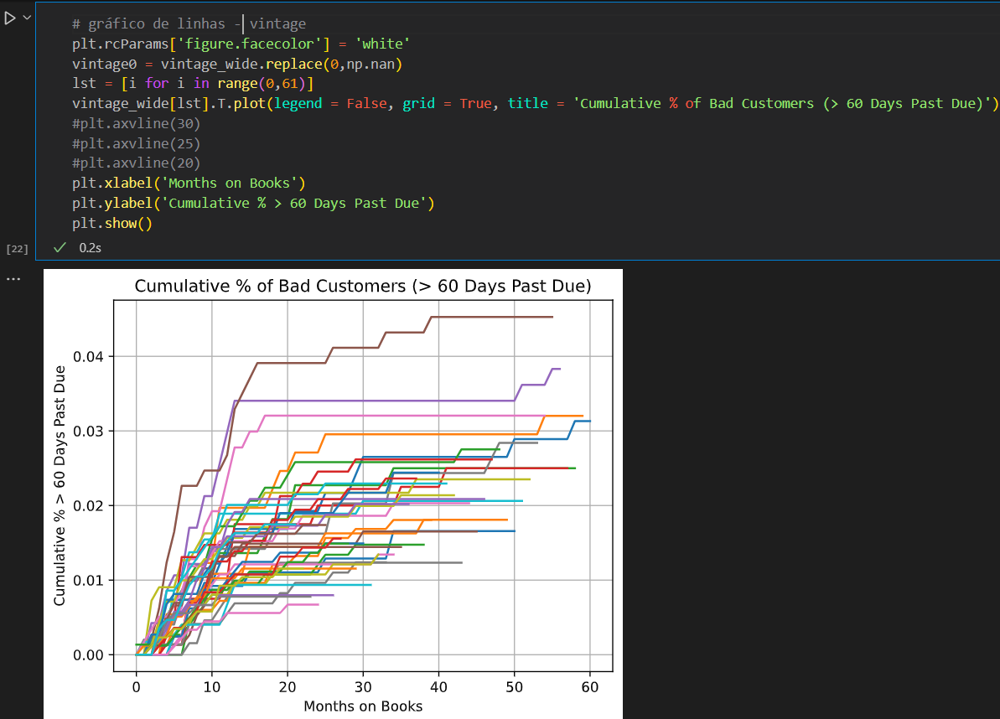 # gráfico de linhas - vintage
plt.rcParams['figure.facecolor'] = 'white'
vintage0 = vintage_wide.replace(0,np.nan)
lst = [i for i in range(0,61)]
vintage_wide[lst].T.plot(legend = False, grid = True, title = 'Cumulative % of Bad Customers (> 60 Days Past Due)')
#plt.axvline(30)
#plt.axvline(25)
#plt.axvline(20)
plt.xlabel('Months on Books')
plt.ylabel('Cumulative % > 60 Days Past Due')
plt.show()
[22]
0.2s
...
Cumulative % of Bad Customers (> 60 Days Past Due)
Cumulative % > 60 Days Past Due
0.04
0.03
0.02
0.01
0.00
0 10 20 30 40 50 60
Months on Books